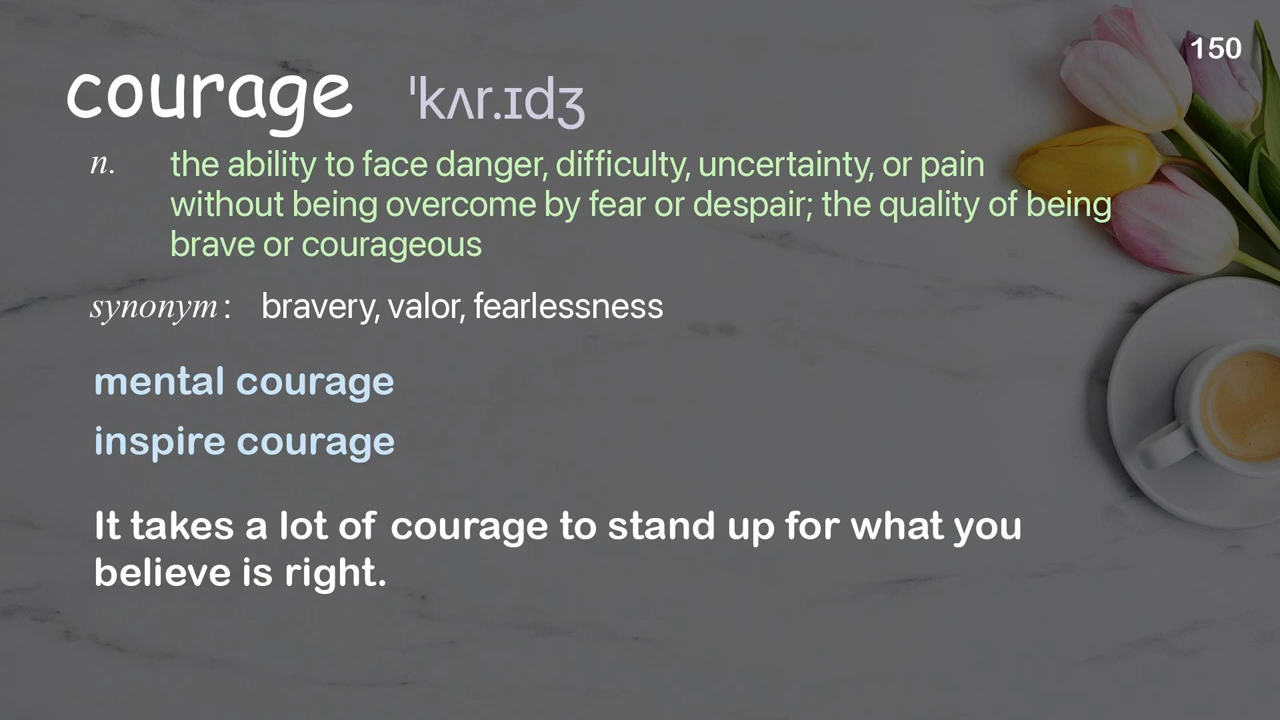 150
courage ˈkʌr.ɪdʒ
n. the ability to face danger, difficulty, uncertainty, or pain
without being overcome by fear or despair; the quality of being
brave or courageous
synonym: bravery, valor, fearlessness
mental courage
inspire courage
It takes a lot of courage to stand up for what you
believe is right.